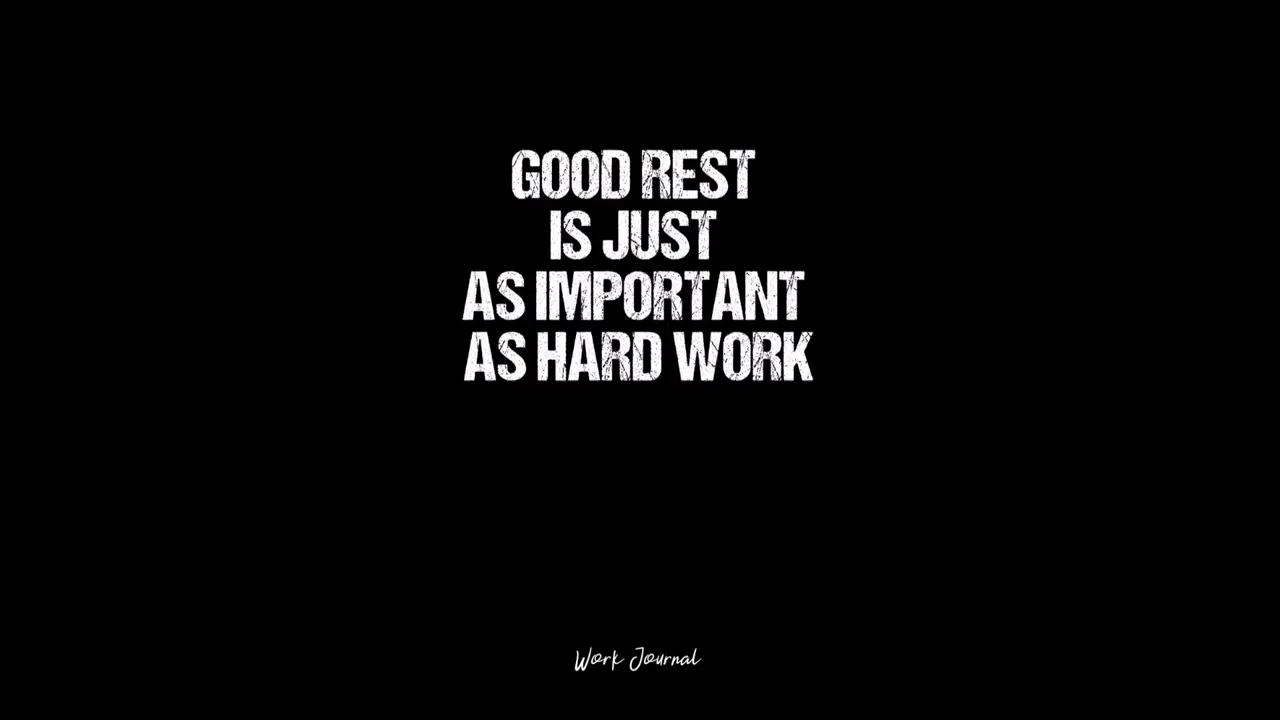 GOOD REST
IS JUST
AS IMPORTANT
AS HARD WORK
Work Journal